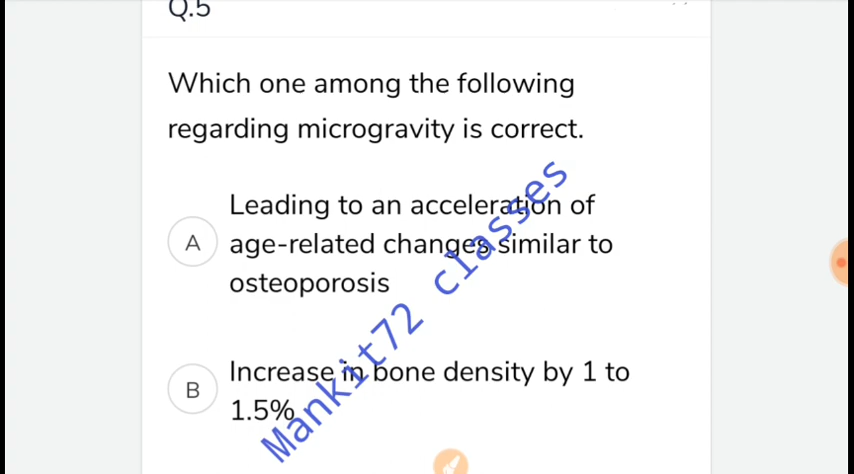 Q.5
Which one among the following
regarding microgravity is correct.
A
Leading to an acceleration of
age-related changes similar to
osteoporosis
B
Increase in bone density by 1 to
1.5%
Mankit72 classes